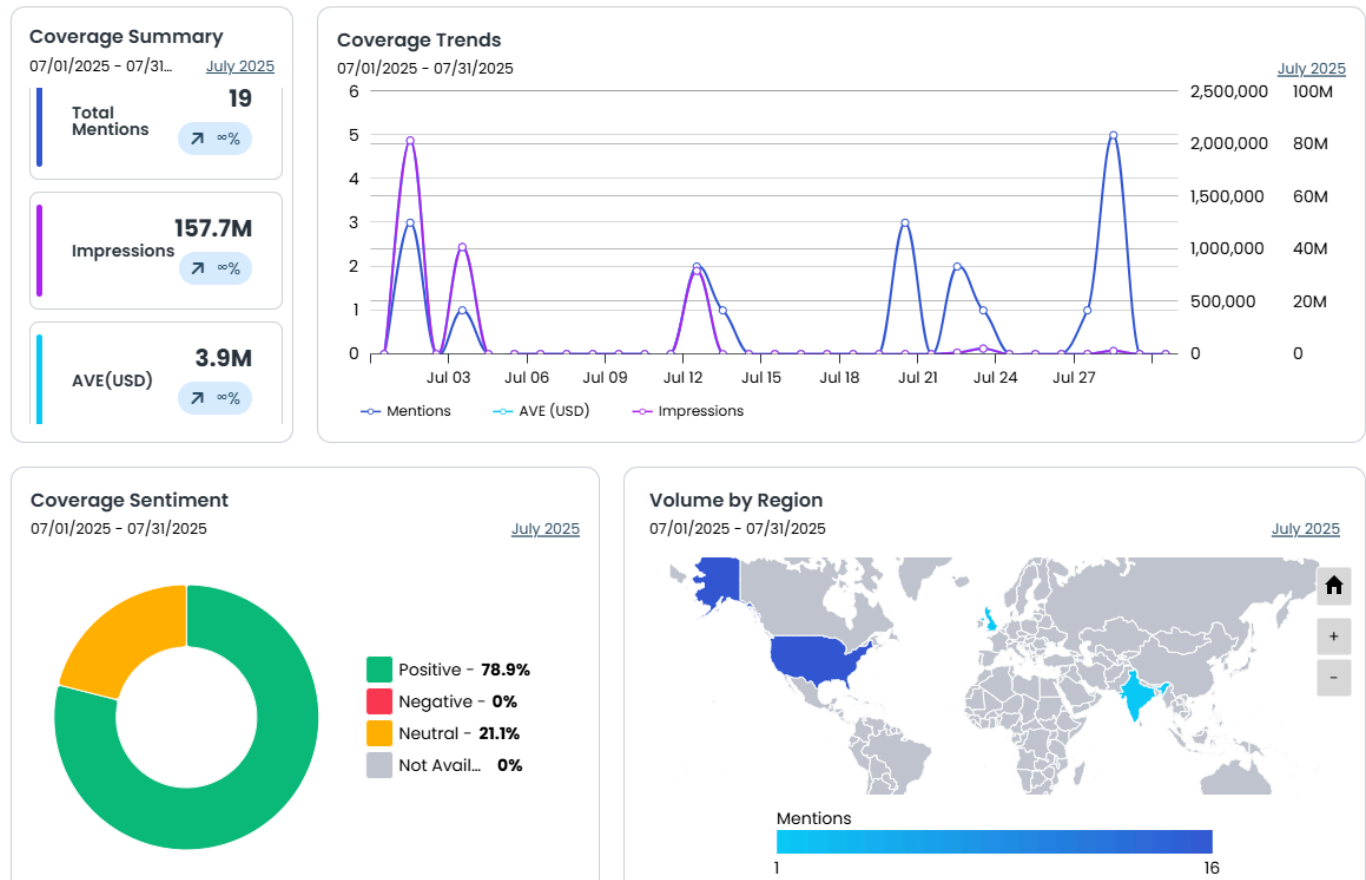 Coverage Summary
07/01/2025 - 07/31... July 2025
Total
Mentions
19
∞%
Impressions
157.7M
∞%
AVE(USD)
3.9M
∞%
Coverage Trends
07/01/2025 - 07/31/2025
July 2025
6 2,500,000 100M
5 2,000,000 80M
4
3 1,500,000 60M
2 1,000,000 40M
1 500,000 20M
0 0 0
Jul 03 Jul 06 Jul 09 Jul 12 Jul 15 Jul 18 Jul 21 Jul 24 Jul 27
Mentions AVE (USD) Impressions
Coverage Sentiment
07/01/2025 - 07/31/2025 July 2025
Positive - 78.9%
Negative - 0%
Neutral - 21.1%
Not Avail... 0%
Volume by Region
07/01/2025 - 07/31/2025 July 2025
+
-
Mentions
1 16